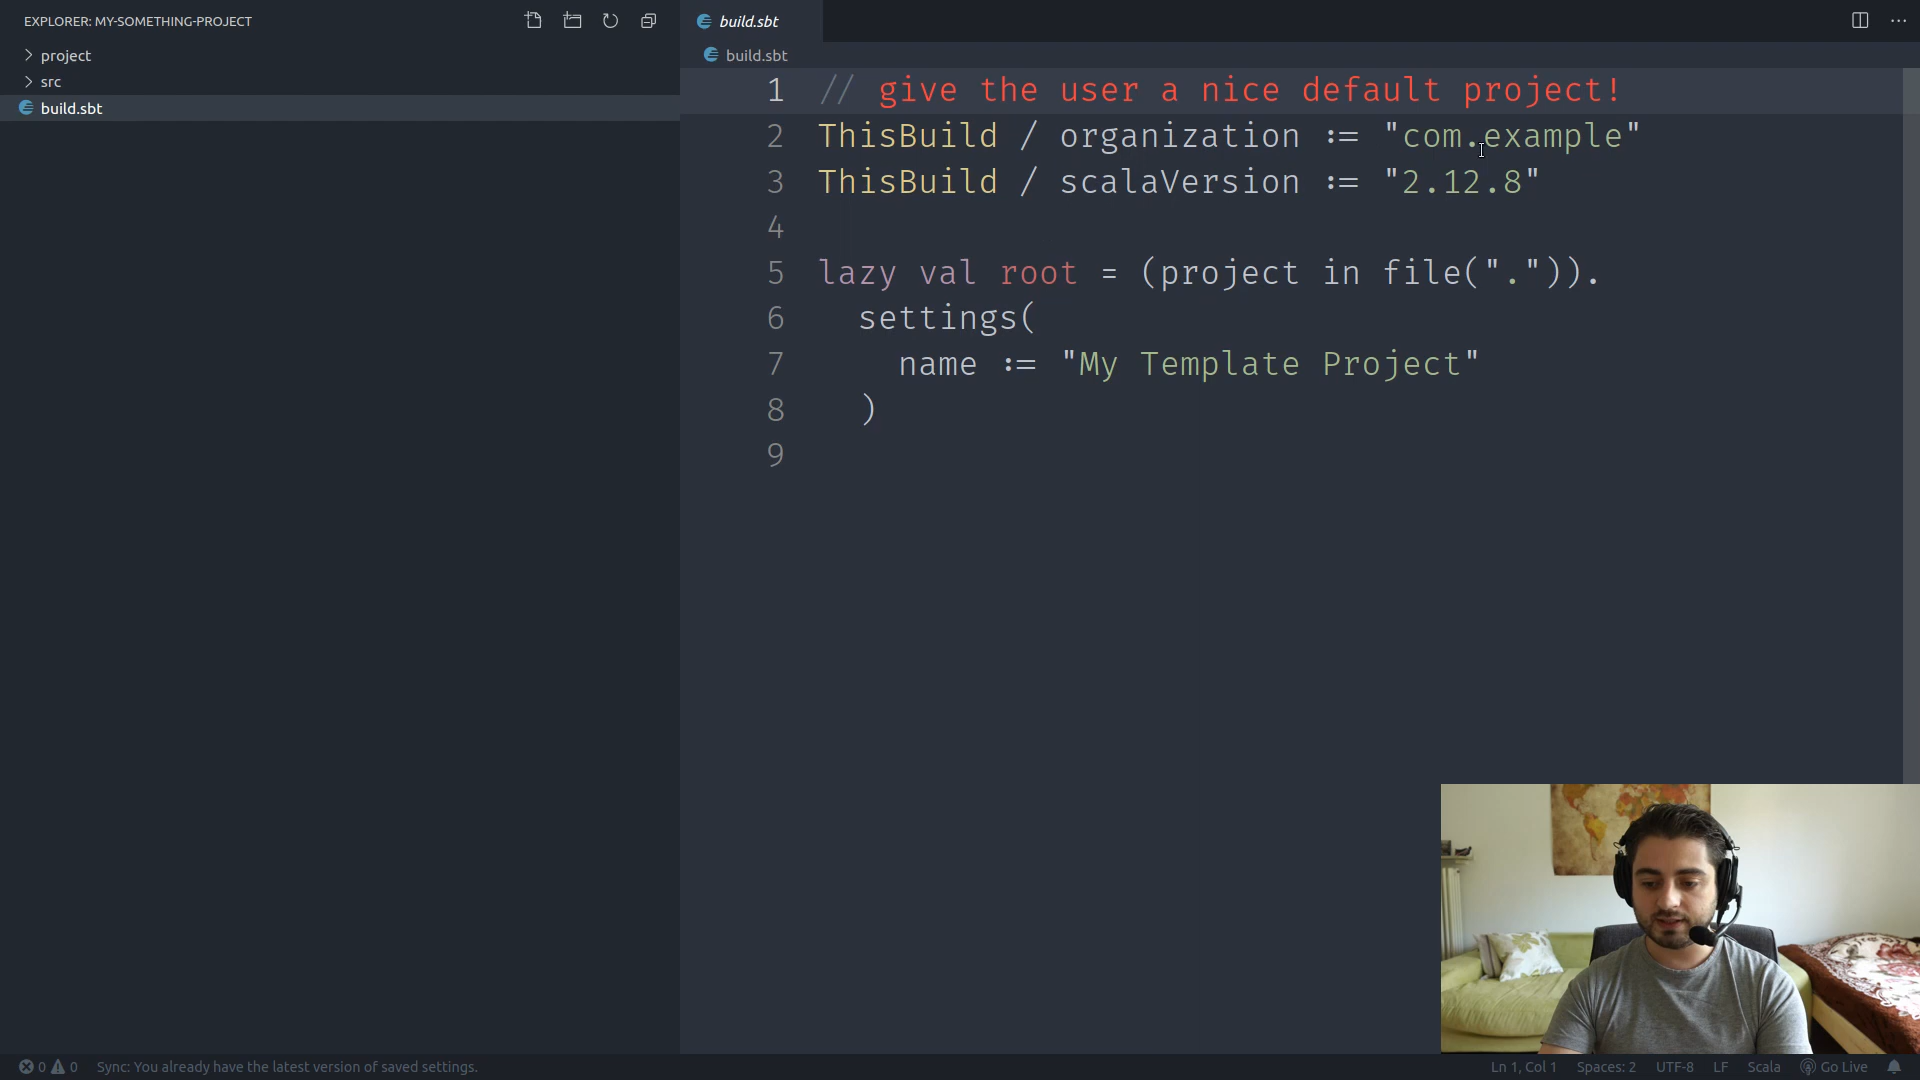 EXPLORER: MY-SOMETHING-PROJECT
project
src
build.sbt
build.sbt
build.sbt
1 // give the user a nice default project!
2 ThisBuild / organization := "com.example"
3 ThisBuild / scalaVersion := "2.12.8"
4
5 lazy val root = (project in file(".")).
6 settings(
7 name := "My Template Project"
8 )
9
0 0 Sync: You already have the latest version of saved settings.
Ln 1, Col 1 Spaces: 2 UTF-8 LF Scala Go Live